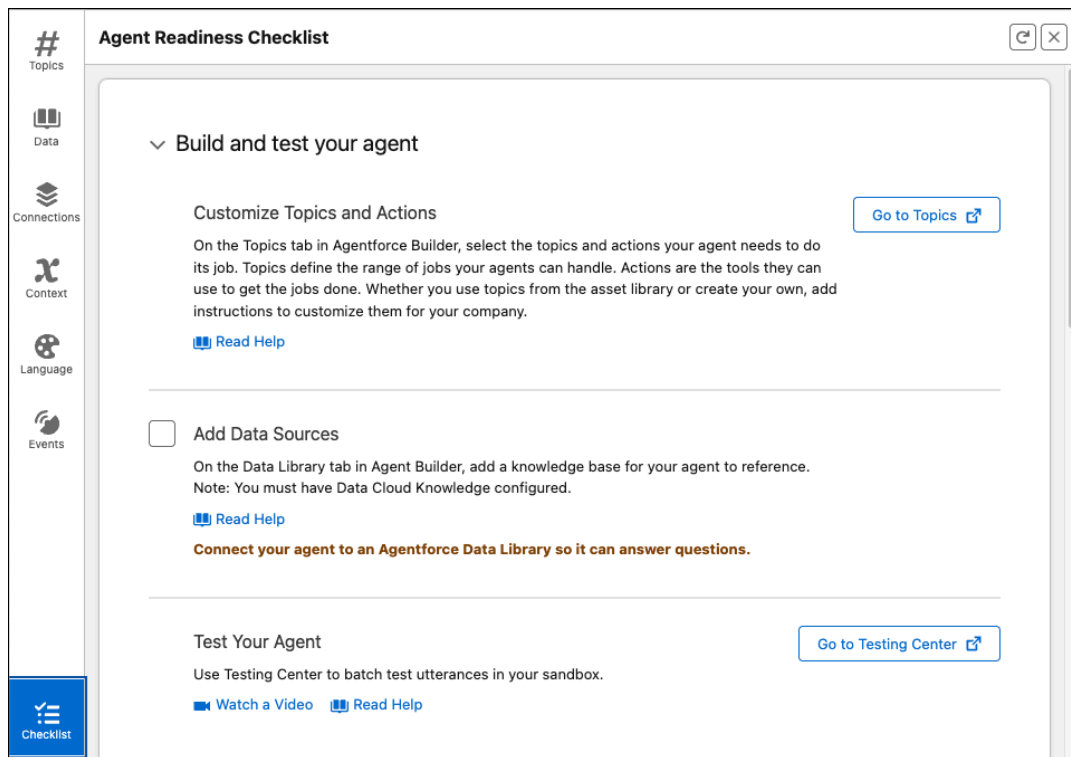 Agent Readiness Checklist
Topics
Data
Connections
Context
Language
Events
Checklist
Build and test your agent
Customize Topics and Actions
Go to Topics
On the Topics tab in Agentforce Builder, select the topics and actions your agent needs to do
its job. Topics define the range of jobs your agents can handle. Actions are the tools they can
use to get the jobs done. Whether you use topics from the asset library or create your own, add
instructions to customize them for your company.
Read Help
Add Data Sources
On the Data Library tab in Agent Builder, add a knowledge base for your agent to reference.
Note: You must have Data Cloud Knowledge configured.
Read Help
Connect your agent to an Agentforce Data Library so it can answer questions.
Test Your Agent
Go to Testing Center
Use Testing Center to batch test utterances in your sandbox.
Watch a Video Read Help